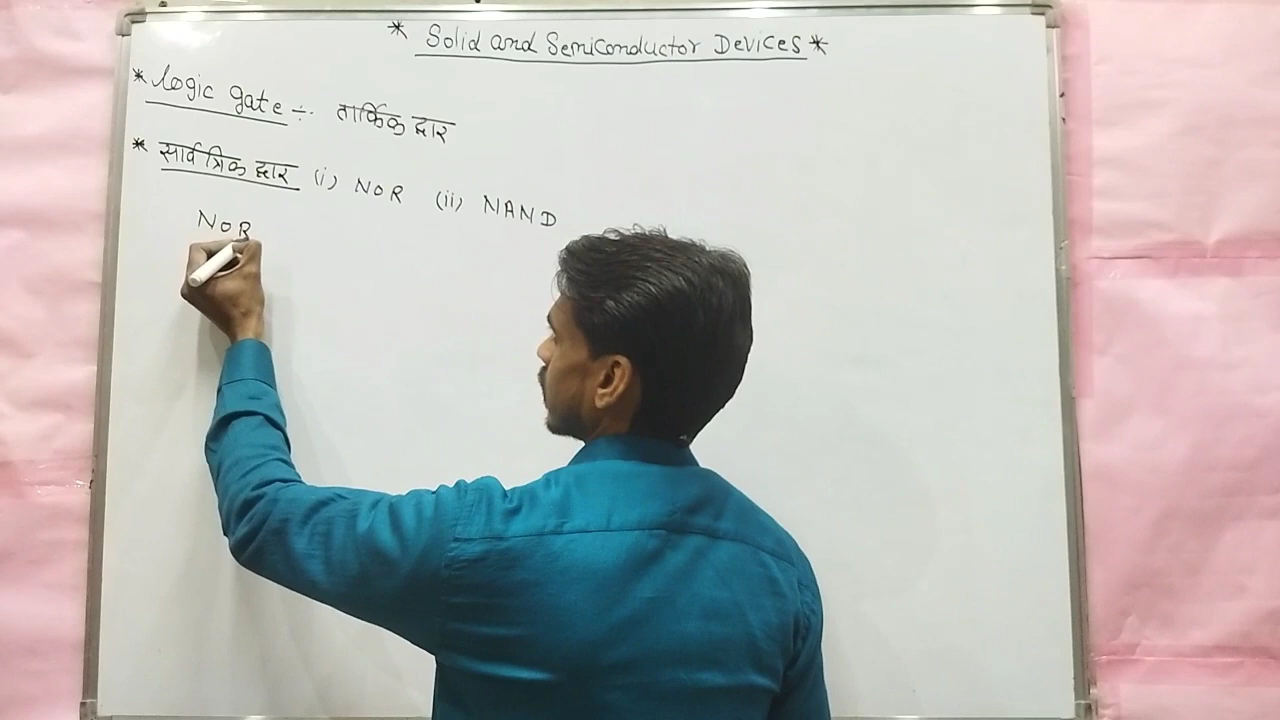 * Solid and Semiconductor Devices *
* Logic gate ÷ तार्किक द्वार
* सार्वत्रिक द्वार (i) NOR (ii) NAND
NOR